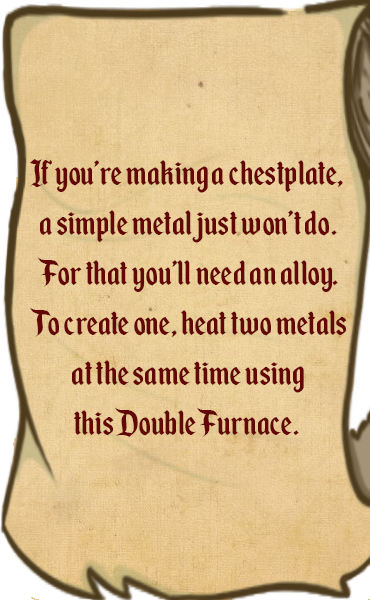 If you're making a chestplate,
a simple metal just won't do.
For that you'll need an alloy.
To create one, heat two metals
at the same time using
this Double Furnace.